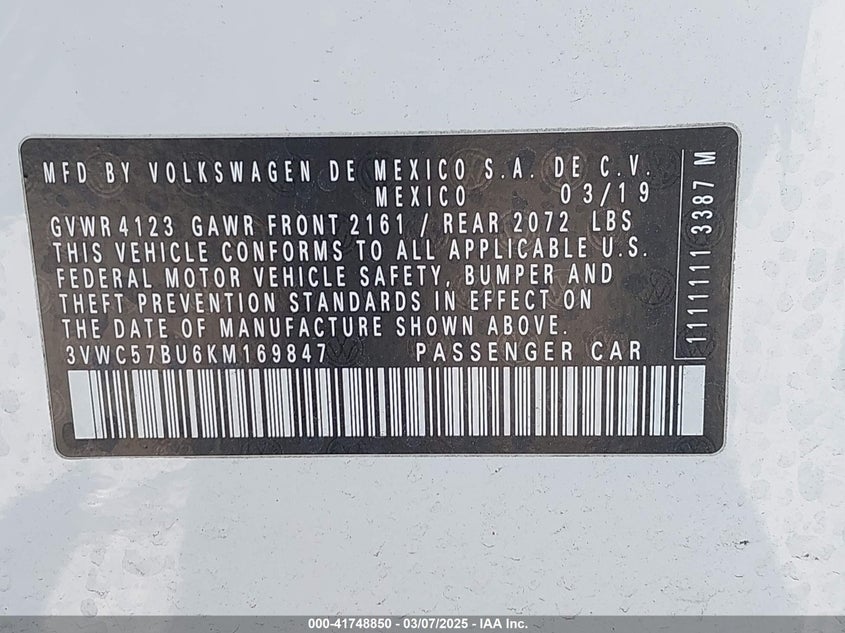 MFD BY VOLKSWAGEN DE MEXICO S.A. DE C.V.
MEXICO 03/19
GVWR 4123 GAWR FRONT 2161 / REAR 2072 LBS
THIS VEHICLE CONFORMS TO ALL APPLICABLE U.S.
FEDERAL MOTOR VEHICLE SAFETY, BUMPER AND
THEFT PREVENTION STANDARDS IN EFFECT ON
THE DATE OF MANUFACTURE SHOWN ABOVE.
3VWC57BU6KM169847 PASSENGER CAR
11111111 3387 M
000-41748850 — 03/07/2025 — IAA Inc.